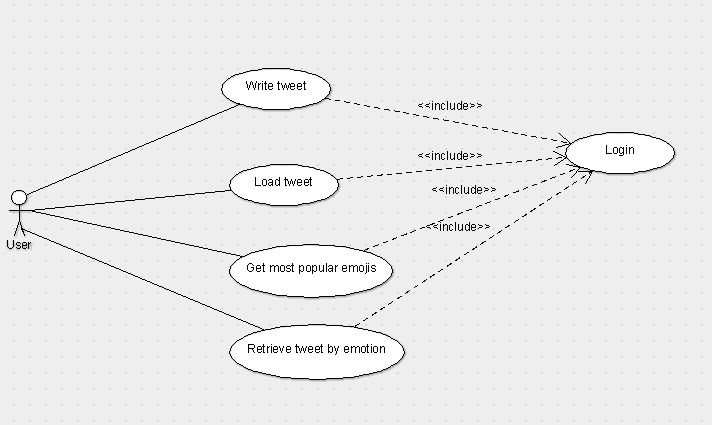 Write tweet
<<include>>
Login
<<include>>
Load tweet
<<include>>
<<include>>
User
Get most popular emojis
Retrieve tweet by emotion